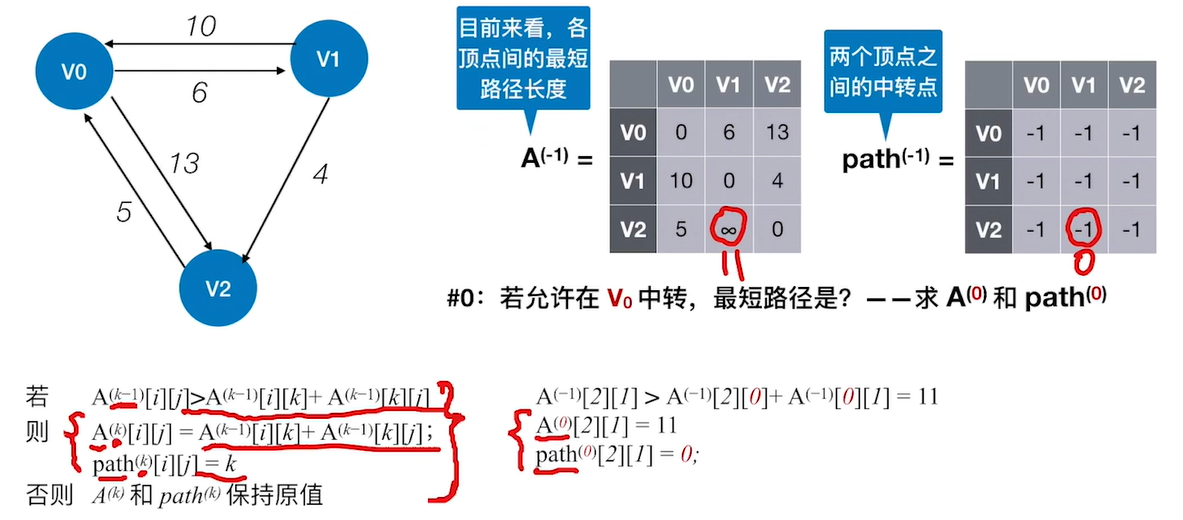 10
V0
V1
6
13
4
5
V2
目前来看，各
顶点间的最短
路径长度
A(-1) =
V0 V1 V2
V0 0 6 13
V1 10 0 4
V2 5 ∞ 0
11
两个顶点之
间的中转点
path(-1) =
V0 V1 V2
V0 -1 -1 -1
V1 -1 -1 -1
V2 -1 -1 -1
0
#0：若允许在 V0 中转，最短路径是？——求 A(0) 和 path(0)
若 A(k−1)[i][j]>A(k−1)[i][k]+ A(k−1)[k][j]
则 A(k)[i][j] = A(k−1)[i][k]+ A(k−1)[k][j];
path(k)[i][j] = k
否则 A(k) 和 path(k) 保持原值
A(−1)[2][1] > A(−1)[2][0]+ A(−1)[0][1] = 11
A(0)[2][1] = 11
path(0)[2][1] = 0;